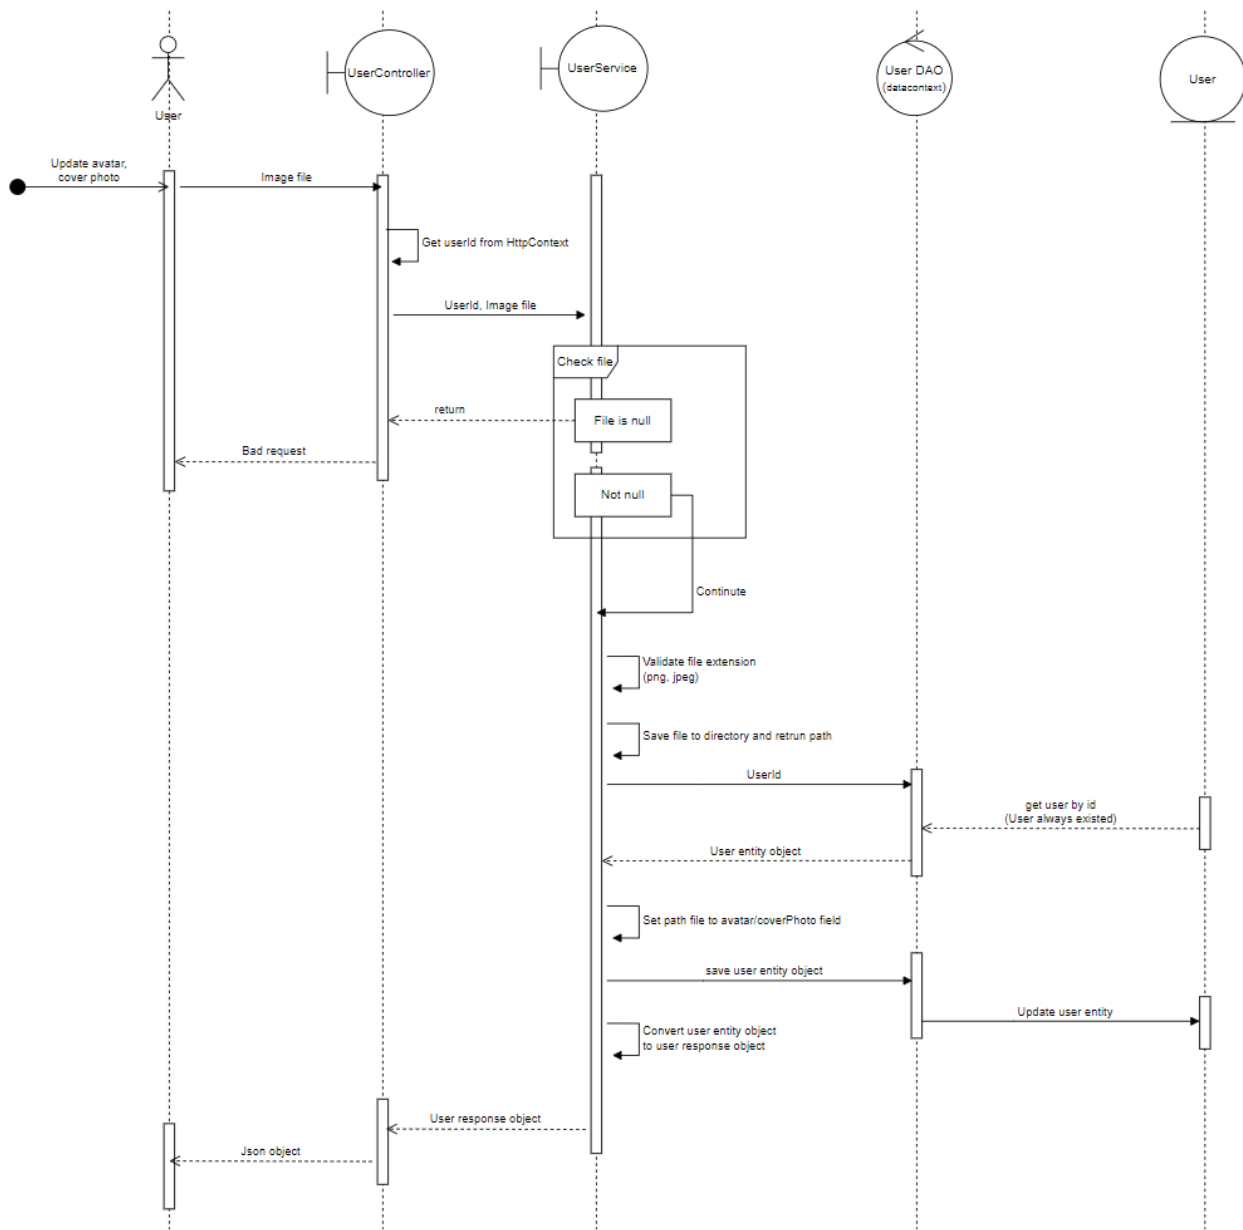 User
UserController
UserService
User DAO
(datacontext)
User
Update avatar,
cover photo
Image file
Get userId from HttpContext
UserId, Image file
Check file
return
File is null
Bad request
Not null
Continute
Validate file extension
(png, jpeg)
Save file to directory and retrun path
UserId
get user by id
(User always existed)
User entity object
Set path file to avatar/coverPhoto field
save user entity object
Update user entity
Convert user entity object
to user response object
User response object
Json object